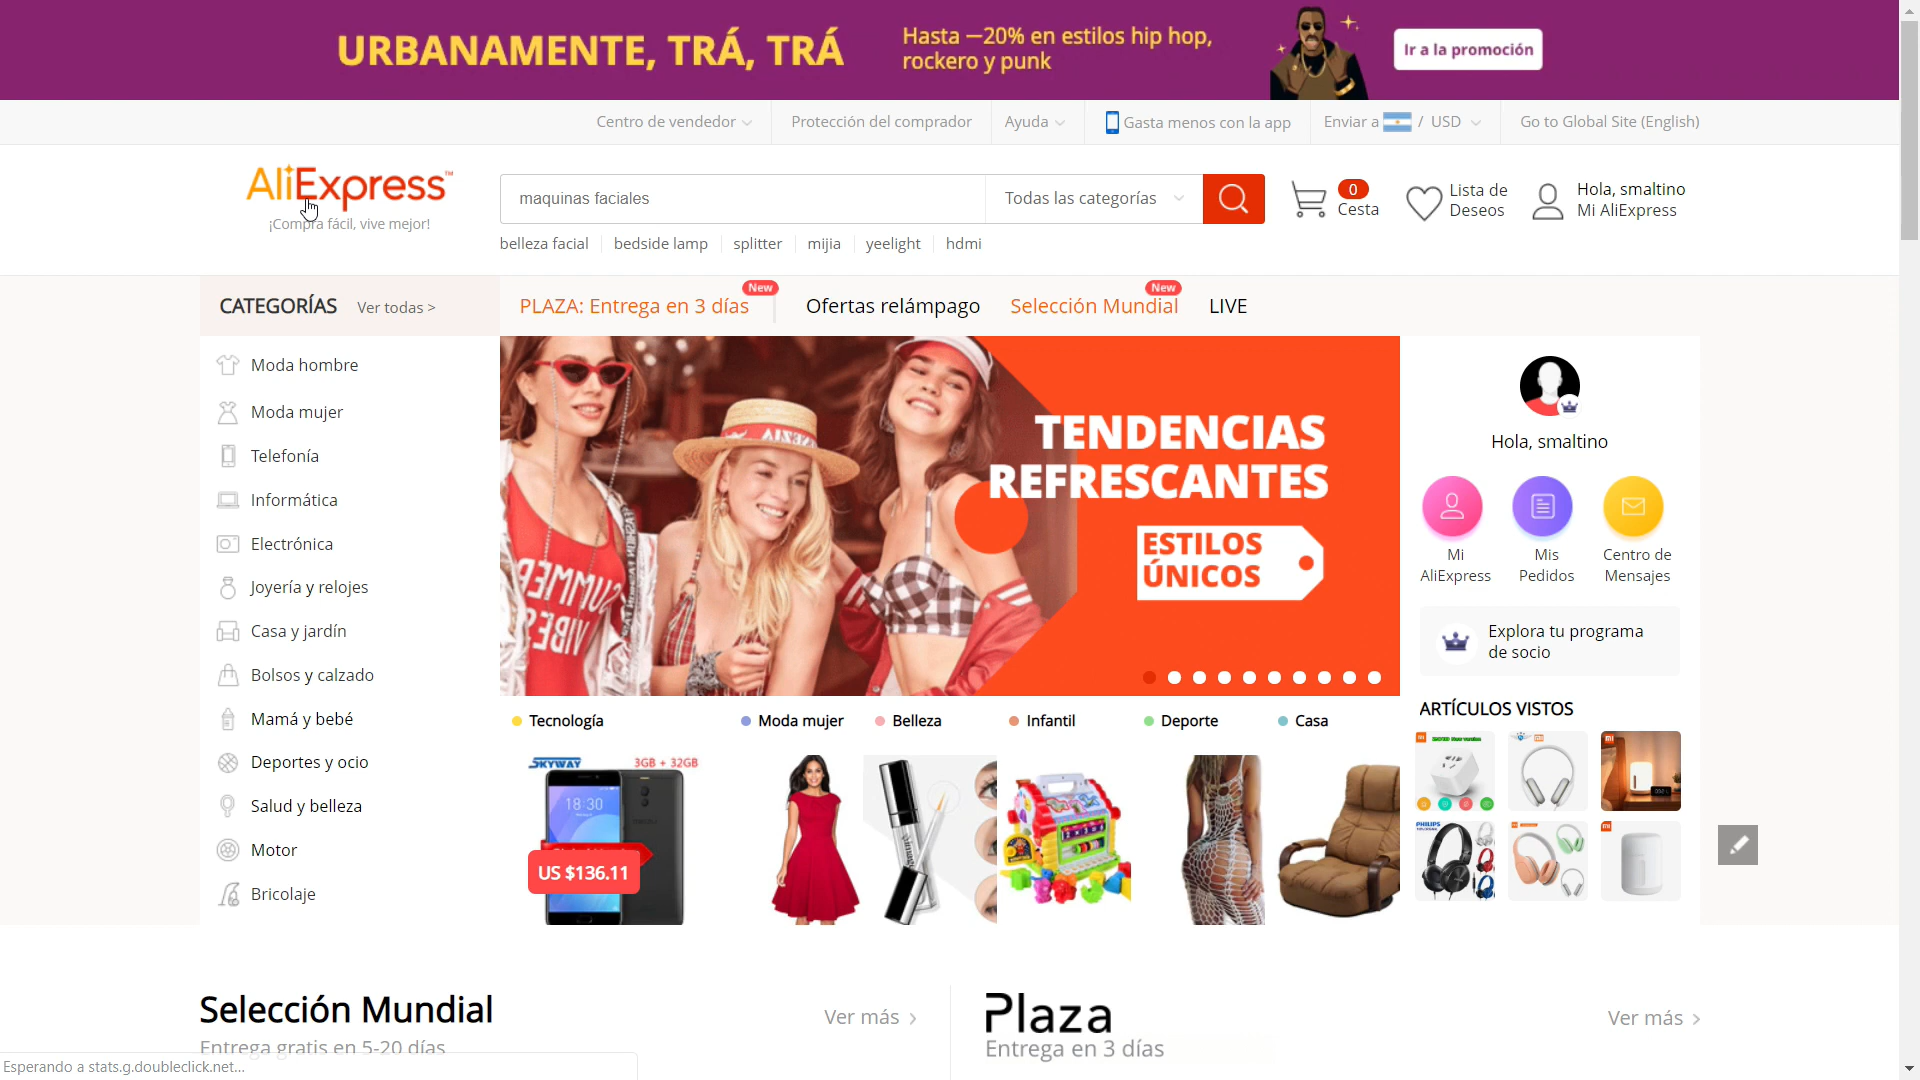 URBANAMENTE, TRÁ, TRÁ
Hasta —20% en estilos hip hop,
rockero y punk
Ir a la promoción
Centro de vendedor
Protección del comprador
Ayuda
Gasta menos con la app
Enviar a / USD
Go to Global Site (English)
AliExpress™
¡Compra fácil, vive mejor!
maquinas faciales
Todas las categorías
0
Cesta
Lista de
Deseos
Hola, smaltino
Mi AliExpress
belleza facial
bedside lamp
splitter
mijia
yeelight
hdmi
CATEGORÍAS
Ver todas >
PLAZA: Entrega en 3 días
New
Ofertas relámpago
Selección Mundial
New
LIVE
Moda hombre
Moda mujer
Telefonía
Informática
Electrónica
Joyería y relojes
Casa y jardín
Bolsos y calzado
Mamá y bebé
Deportes y ocio
Salud y belleza
Motor
Bricolaje
TENDENCIAS
REFRESCANTES
ESTILOS
ÚNICOS
SUMMER
VIBES
Hola, smaltino
Mi
AliExpress
Mis
Pedidos
Centro de
Mensajes
Explora tu programa
de socio
ARTÍCULOS VISTOS
Tecnología
Moda mujer
Belleza
Infantil
Deporte
Casa
SKYWAY
3GB + 32GB
18:30
US $136.11
PHILIPS
Selección Mundial
Ver más
Entrega gratis en 5-20 días
Plaza
Ver más
Entrega en 3 días
Esperando a stats.g.doubleclick.net...